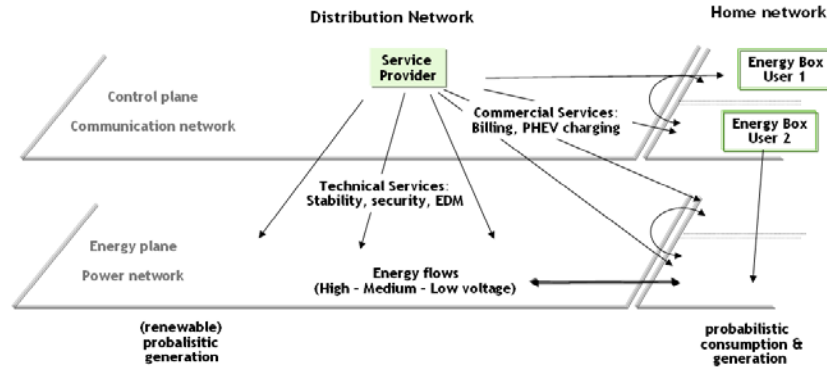 Distribution Network
Home network
Service
Provider
Energy Box
User 1
Control plane
Communication network
Commercial Services:
Billing, PHEV charging
Energy Box
User 2
Technical Services:
Stability, security, EDM
Energy plane
Power network
Energy flows
(High - Medium - Low voltage)
(renewable)
probalisitic
generation
probabilistic
consumption &
generation